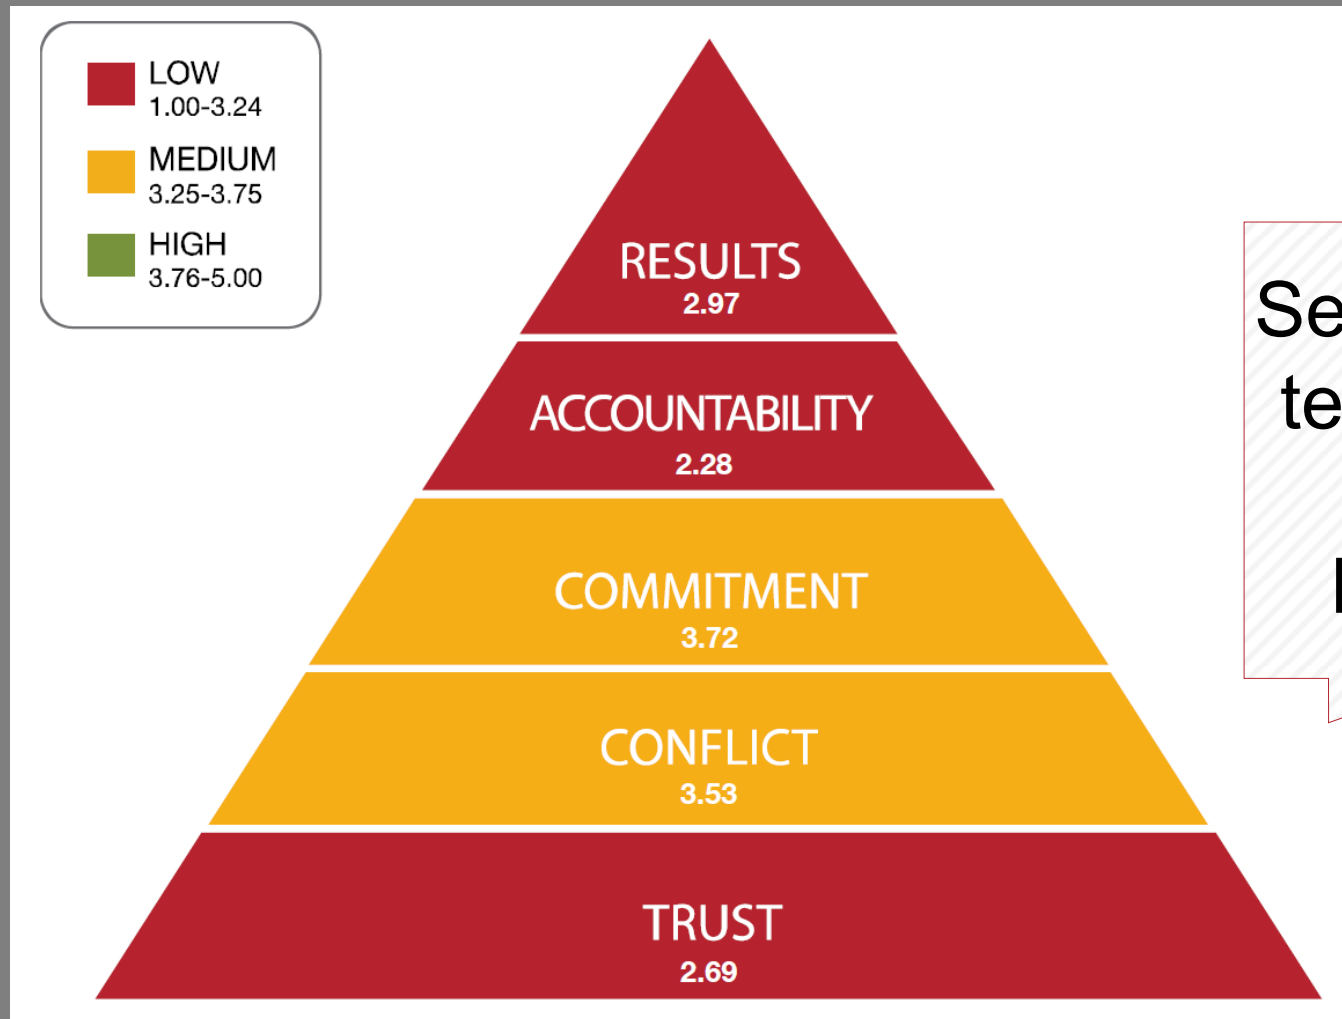 LOW
1.00-3.24
MEDIUM
3.25-3.75
HIGH
3.76-5.00
RESULTS
2.97
ACCOUNTABILITY
2.28
COMMITMENT
3.72
CONFLICT
3.53
TRUST
2.69